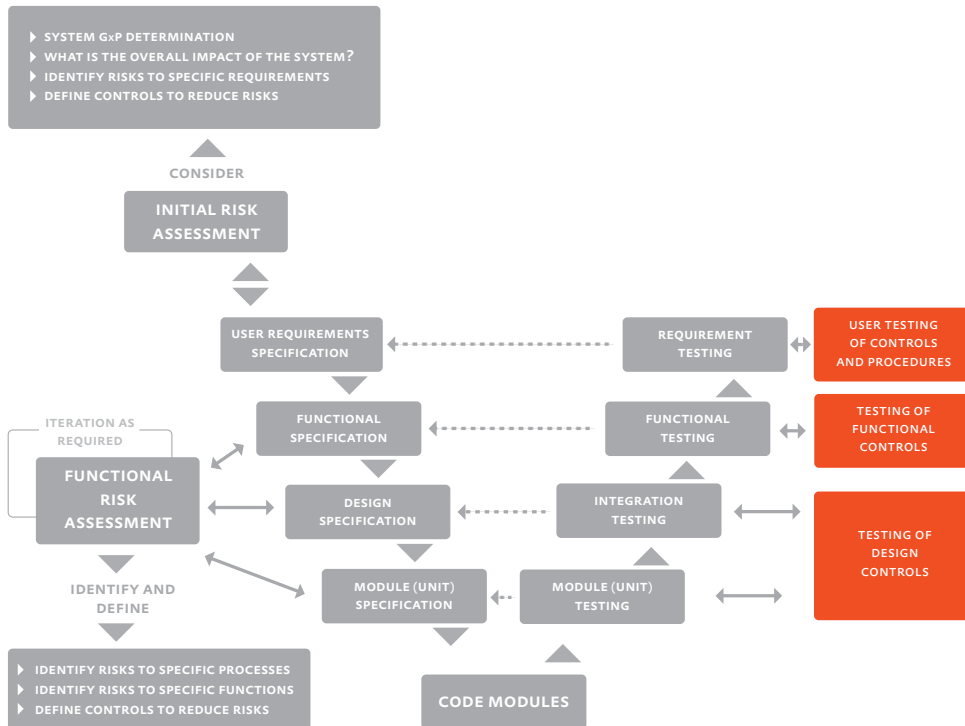 SYSTEM GxP DETERMINATION
WHAT IS THE OVERALL IMPACT OF THE SYSTEM?
IDENTIFY RISKS TO SPECIFIC REQUIREMENTS
DEFINE CONTROLS TO REDUCE RISKS
CONSIDER
INITIAL RISK
ASSESSMENT
USER REQUIREMENTS
SPECIFICATION
REQUIREMENT
TESTING
USER TESTING
OF CONTROLS
AND PROCEDURES
FUNCTIONAL
SPECIFICATION
FUNCTIONAL
TESTING
TESTING OF
FUNCTIONAL
CONTROLS
ITERATION AS
REQUIRED
FUNCTIONAL
RISK
ASSESSMENT
DESIGN
SPECIFICATION
INTEGRATION
TESTING
TESTING OF
DESIGN
CONTROLS
MODULE (UNIT)
SPECIFICATION
MODULE (UNIT)
TESTING
IDENTIFY AND
DEFINE
IDENTIFY RISKS TO SPECIFIC PROCESSES
IDENTIFY RISKS TO SPECIFIC FUNCTIONS
DEFINE CONTROLS TO REDUCE RISKS
CODE MODULES